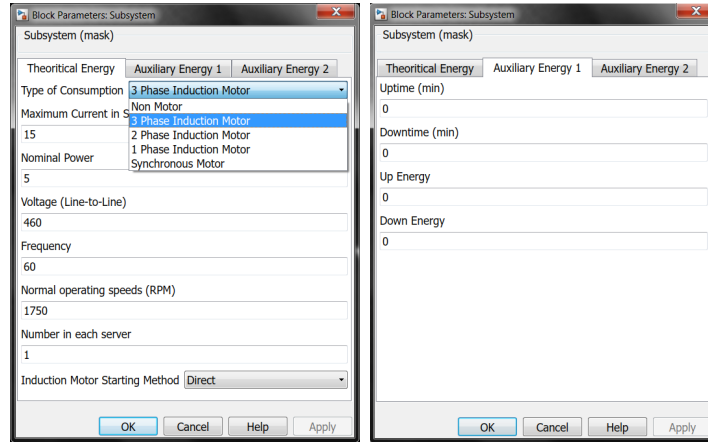 Block Parameters: Subsystem
Subsystem (mask)
Theoritical Energy
Auxiliary Energy 1
Auxiliary Energy 2
Type of Consumption 3 Phase Induction Motor
Non Motor
3 Phase Induction Motor
2 Phase Induction Motor
1 Phase Induction Motor
Synchronous Motor
Maximum Current in
15
Nominal Power
5
Voltage (Line-to-Line)
460
Frequency
60
Normal operating speeds (RPM)
1750
Number in each server
1
Induction Motor Starting Method Direct
OK
Cancel
Help
Apply
Block Parameters: Subsystem
Subsystem (mask)
Theoritical Energy
Auxiliary Energy 1
Auxiliary Energy 2
Uptime (min)
0
Downtime (min)
0
Up Energy
0
Down Energy
0
OK
Cancel
Help
Apply